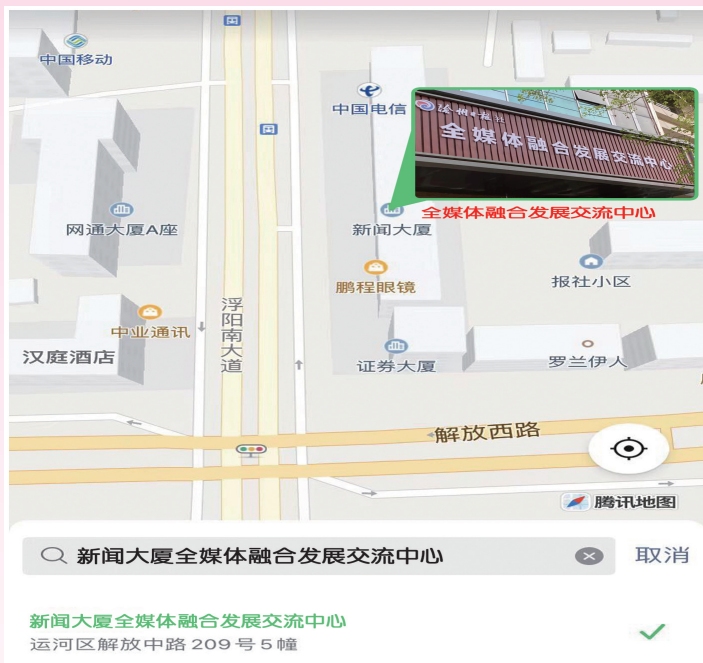 中国移动
中国电信
沧州日报社
全媒体融合发展交流中心
全媒体融合发展交流中心
网通大厦A座
新闻大厦
报社小区
鹏程眼镜
浮阳南大道
中业通讯
汉庭酒店
证券大厦
罗兰伊人
解放西路
腾讯地图
新闻大厦全媒体融合发展交流中心
取消
新闻大厦全媒体融合发展交流中心
运河区解放中路209号5幢